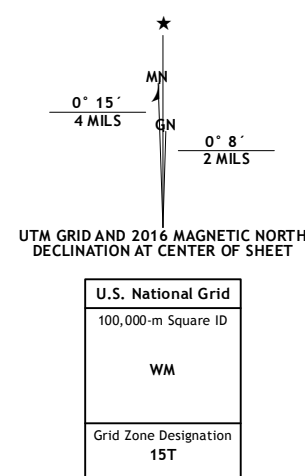 ★
MN
0° 15´
4 MILS
GN
0° 8´
2 MILS
UTM GRID AND 2016 MAGNETIC NORTH
DECLINATION AT CENTER OF SHEET
U.S. National Grid
100,000-m Square ID
WM
Grid Zone Designation
15T